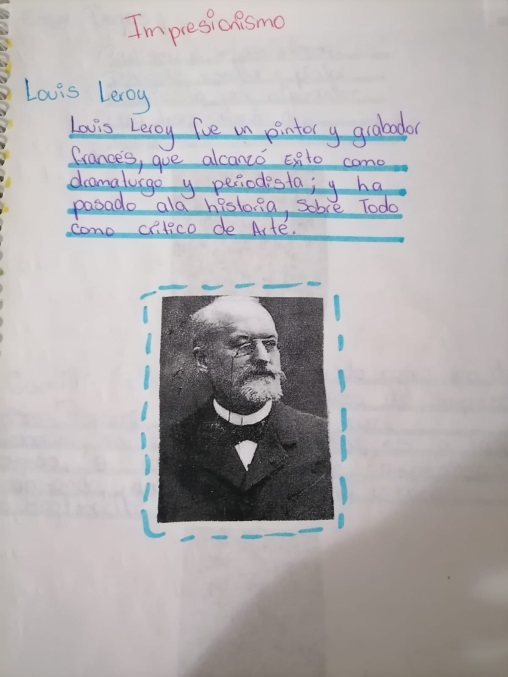 Impresionismo
Louis Leroy
Louis Leroy fue un pintor y grabador
francés, que alcanzó Exito como
dramaturgo y periodista; y ha
pasado ala historia, Sobre Todo
como crítico de Arte.